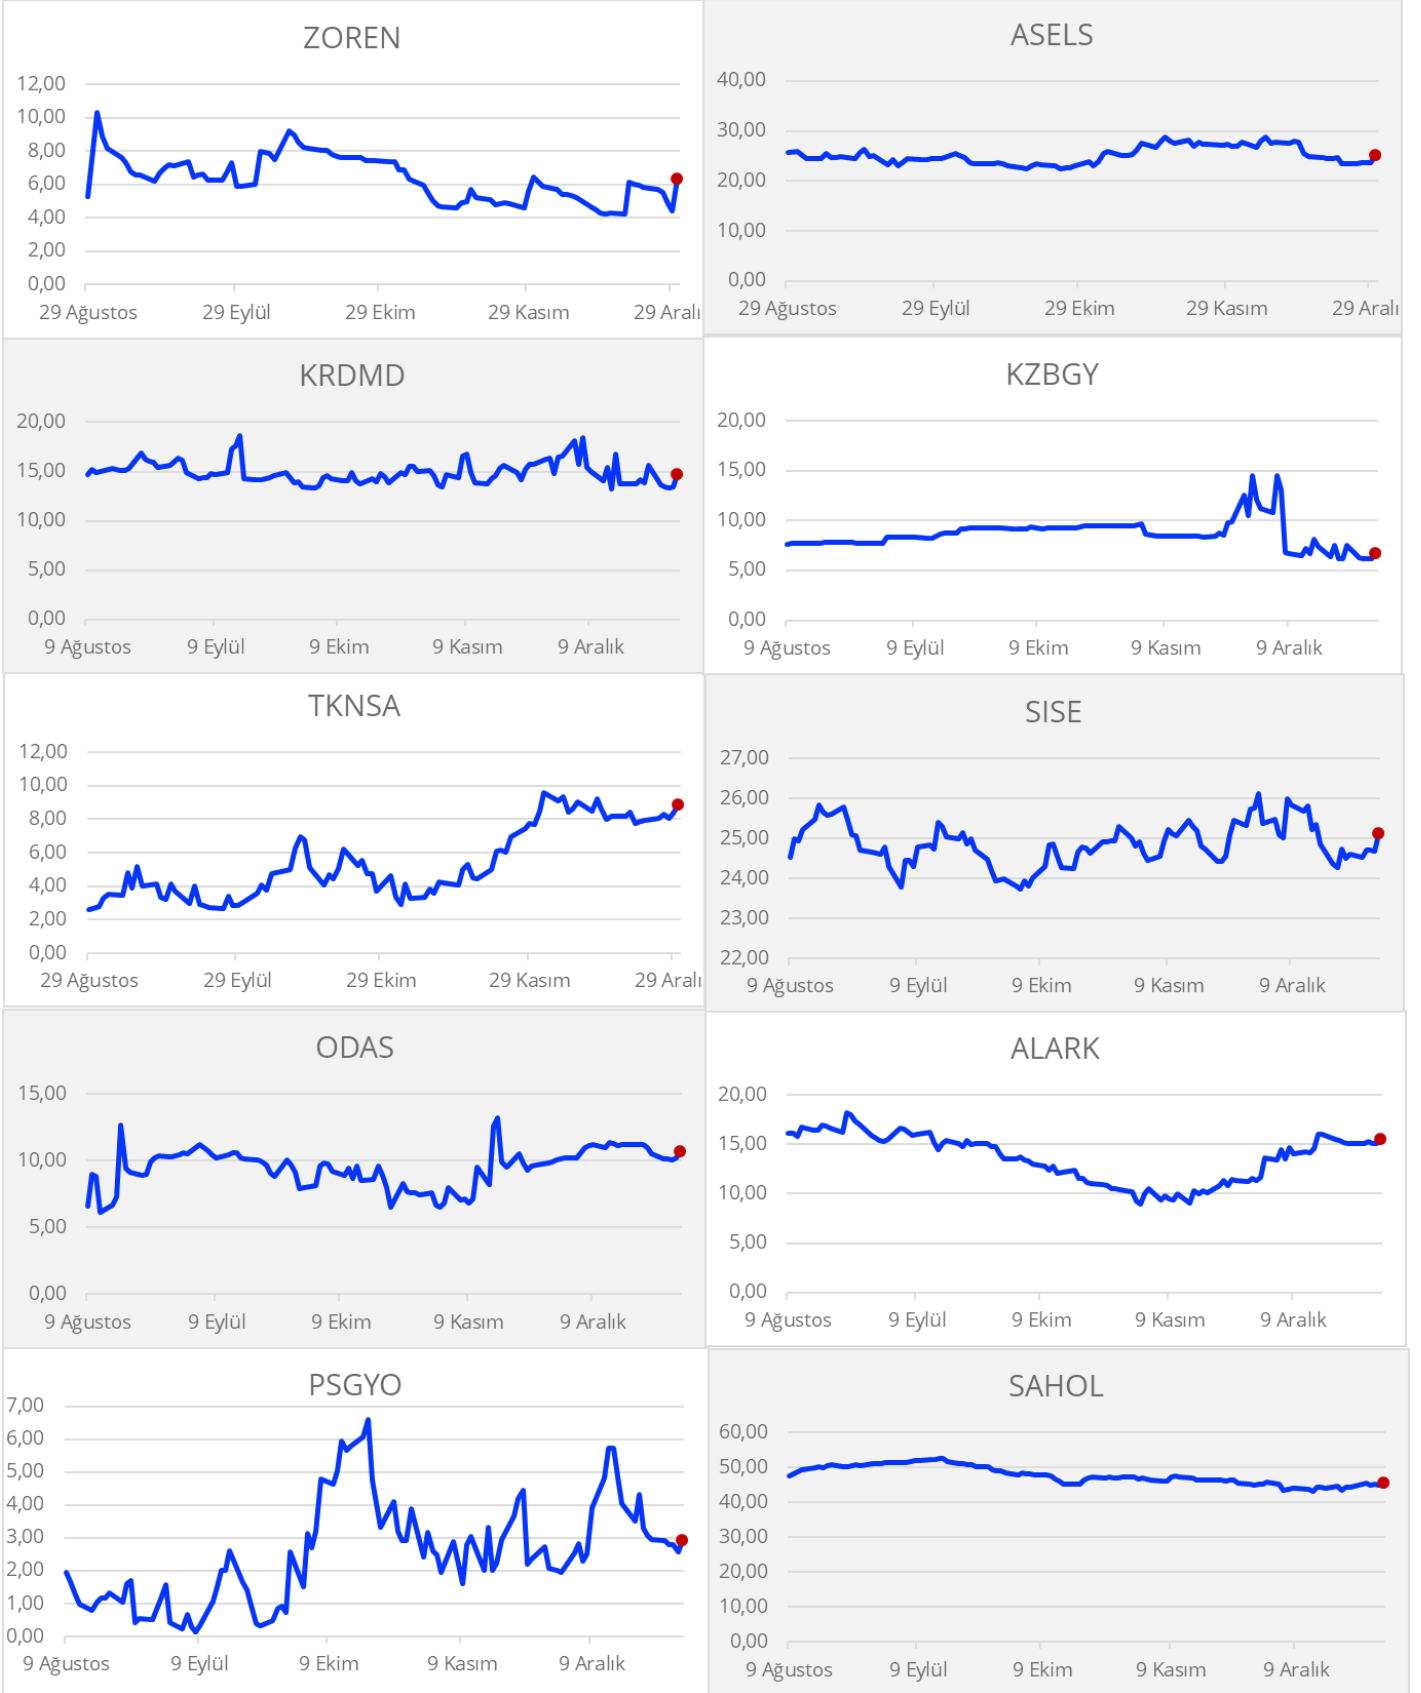 ZOREN
12,00
10,00
8,00
6,00
4,00
2,00
0,00
29 Ağustos 29 Eylül 29 Ekim 29 Kasım 29 Aralı
ASELS
40,00
30,00
20,00
10,00
0,00
29 Ağustos 29 Eylül 29 Ekim 29 Kasım 29 Aralı
KRDMD
20,00
15,00
10,00
5,00
0,00
9 Ağustos 9 Eylül 9 Ekim 9 Kasım 9 Aralık
KZBGY
20,00
15,00
10,00
5,00
0,00
9 Ağustos 9 Eylül 9 Ekim 9 Kasım 9 Aralık
TKNSA
12,00
10,00
8,00
6,00
4,00
2,00
0,00
29 Ağustos 29 Eylül 29 Ekim 29 Kasım 29 Aralı
SISE
27,00
26,00
25,00
24,00
23,00
22,00
9 Ağustos 9 Eylül 9 Ekim 9 Kasım 9 Aralık
ODAS
15,00
10,00
5,00
0,00
9 Ağustos 9 Eylül 9 Ekim 9 Kasım 9 Aralık
ALARK
20,00
15,00
10,00
5,00
0,00
9 Ağustos 9 Eylül 9 Ekim 9 Kasım 9 Aralık
PSGYO
7,00
6,00
5,00
4,00
3,00
2,00
1,00
0,00
9 Ağustos 9 Eylül 9 Ekim 9 Kasım 9 Aralık
SAHOL
60,00
50,00
40,00
30,00
20,00
10,00
0,00
9 Ağustos 9 Eylül 9 Ekim 9 Kasım 9 Aralık